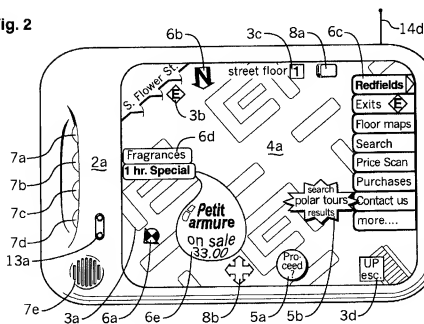 Fig. 2
6b
3c
8a
6c
14d
S. Flower St.
N
street floor 1
E
3b
Redfields
Exits E
Floor maps
Search
Price Scan
Purchases
Contact us
more....
6d
Fragrances
1 hr. Special
4a
2a
7a
7b
7c
7d
13a
7e
Petit
armure
on sale
33.00
search
polar tours
results
Pro-
ceed
?
UP
esc.
3a
6a
6e
8b
5a
5b
3d